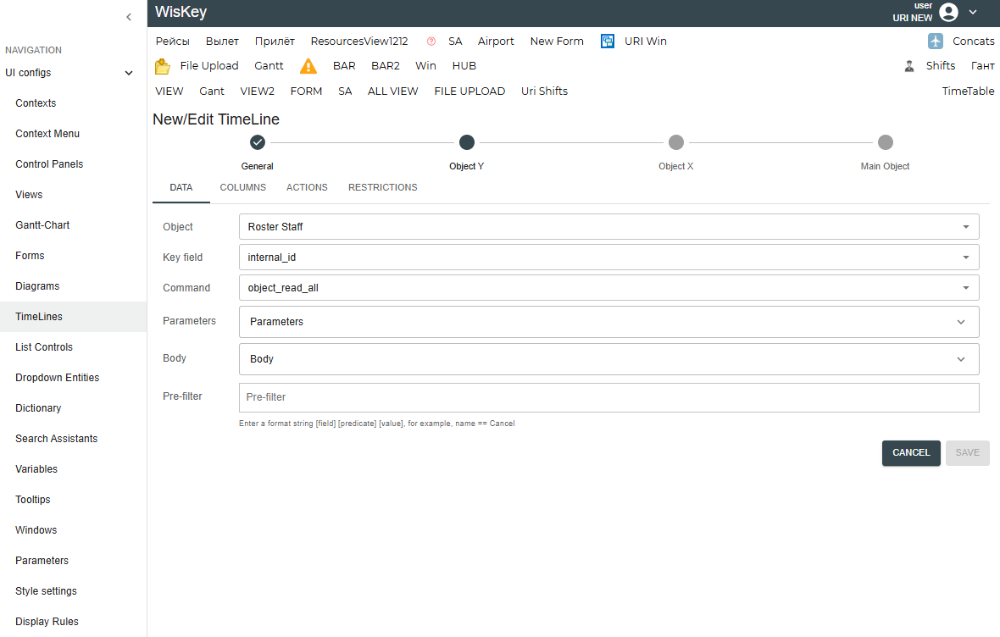 WisKey
user
URI NEW
Рейсы Вылет Прилёт ResourcesView1212 SA Airport New Form URI Win Concats
File Upload Gantt BAR BAR2 Win HUB Shifts Гант
VIEW Gant VIEW2 FORM SA ALL VIEW FILE UPLOAD Uri Shifts TimeTable
NAVIGATION
UI configs
Contexts
Context Menu
Control Panels
Views
Gantt-Chart
Forms
Diagrams
TimeLines
List Controls
Dropdown Entities
Dictionary
Search Assistants
Variables
Tooltips
Windows
Parameters
Style settings
Display Rules
New/Edit TimeLine
General Object Y Object X Main Object
DATA COLUMNS ACTIONS RESTRICTIONS
Object Roster Staff
Key field internal_id
Command object_read_all
Parameters Parameters
Body Body
Pre-filter Pre-filter
Enter a format string [field] [predicate] [value], for example, name == Cancel
CANCEL SAVE